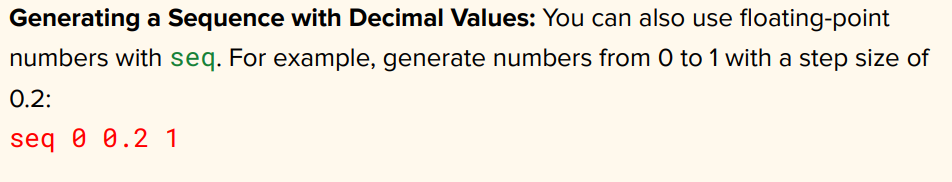 Generating a Sequence with Decimal Values: You can also use floating-point
numbers with seq. For example, generate numbers from 0 to 1 with a step size of
0.2:
seq 0 0.2 1